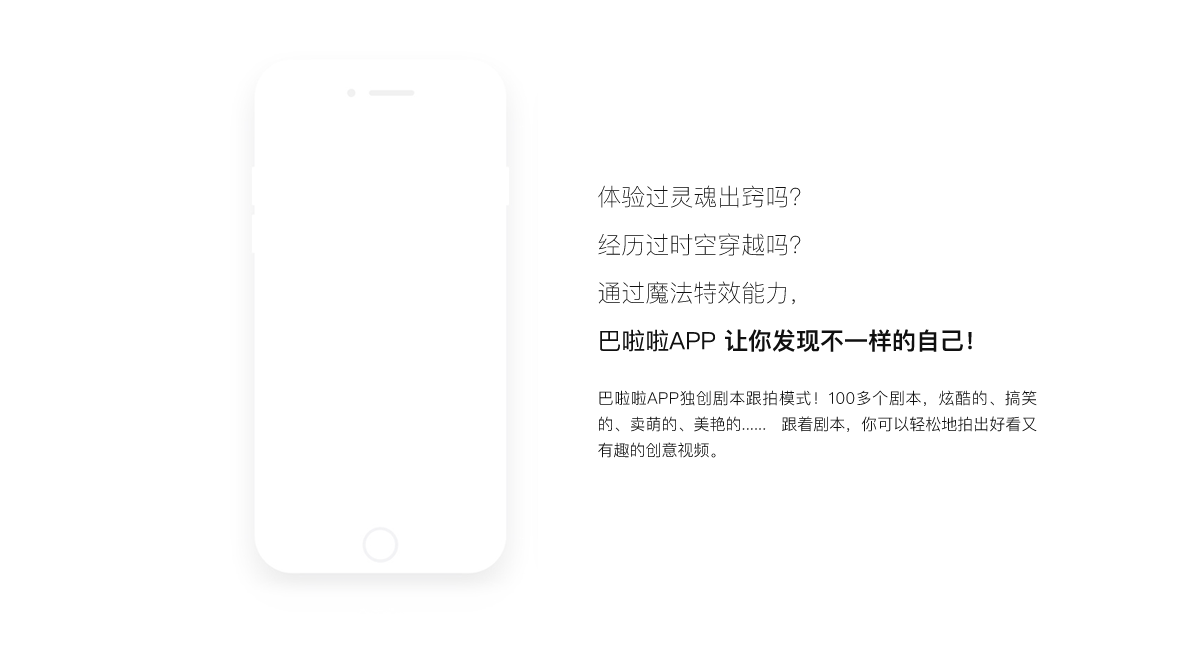 体验过灵魂出窍吗？
经历过时空穿越吗？
通过魔法特效能力，
巴啦啦APP 让你发现不一样的自己！
巴啦啦APP独创剧本跟拍模式！100多个剧本，炫酷的、搞笑
的、卖萌的、美艳的...... 跟着剧本，你可以轻松地拍出好看又
有趣的创意视频。